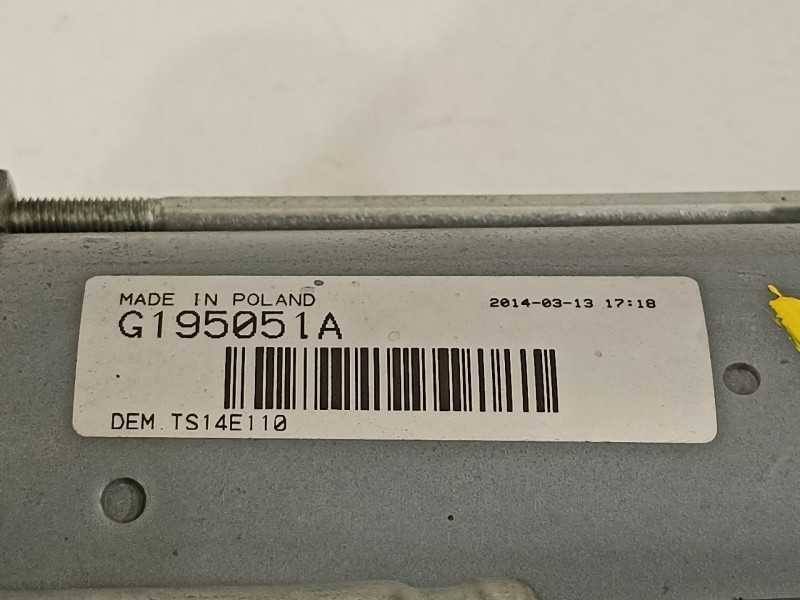 MADE IN POLAND 2014-03-13 17:18
G195051A
DEM.TS14E110